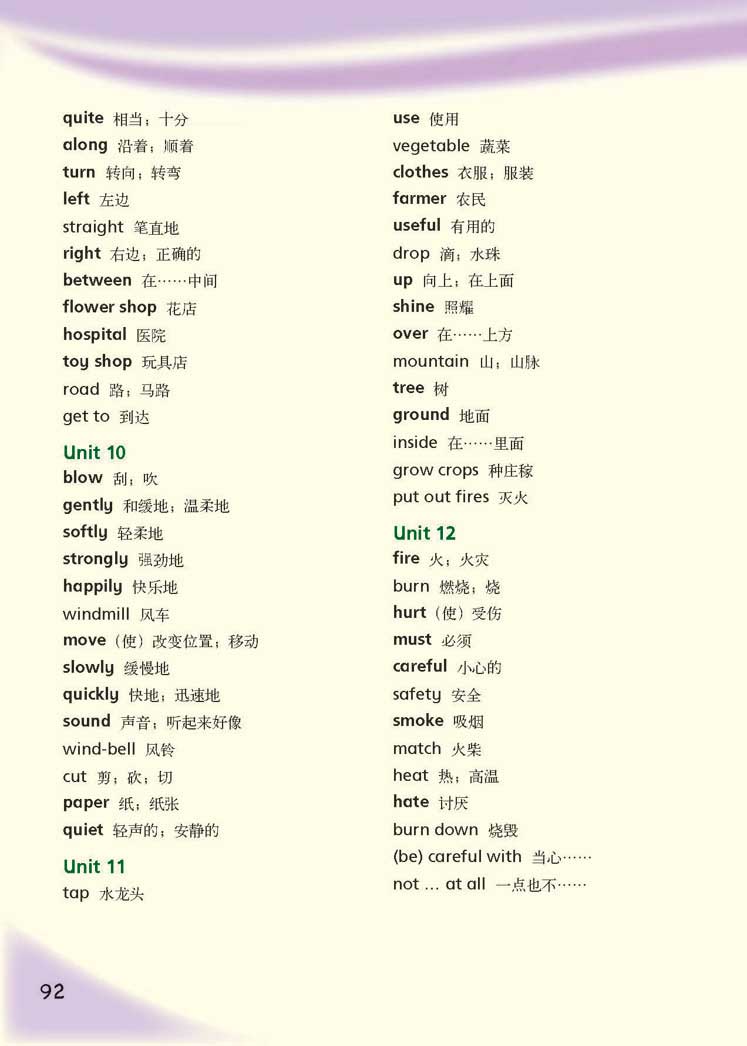 quite 相当；十分
along 沿着；顺着
turn 转向；转弯
left 左边
straight 笔直地
right 右边；正确的
between 在……中间
flower shop 花店
hospital 医院
toy shop 玩具店
road 路；马路
get to 到达
Unit 10
blow 刮；吹
gently 和缓地；温柔地
softly 轻柔地
strongly 强劲地
happily 快乐地
windmill 风车
move（使）改变位置；移动
slowly 缓慢地
quickly 快地；迅速地
sound 声音；听起来好像
wind-bell 风铃
cut 剪；砍；切
paper 纸；纸张
quiet 轻声的；安静的
Unit 11
tap 水龙头
use 使用
vegetable 蔬菜
clothes 衣服；服装
farmer 农民
useful 有用的
drop 滴；水珠
up 向上；在上面
shine 照耀
over 在……上方
mountain 山；山脉
tree 树
ground 地面
inside 在……里面
grow crops 种庄稼
put out fires 灭火
Unit 12
fire 火；火灾
burn 燃烧；烧
hurt（使）受伤
must 必须
careful 小心的
safety 安全
smoke 吸烟
match 火柴
heat 热；高温
hate 讨厌
burn down 烧毁
(be) careful with 当心……
not … at all 一点也不……
92